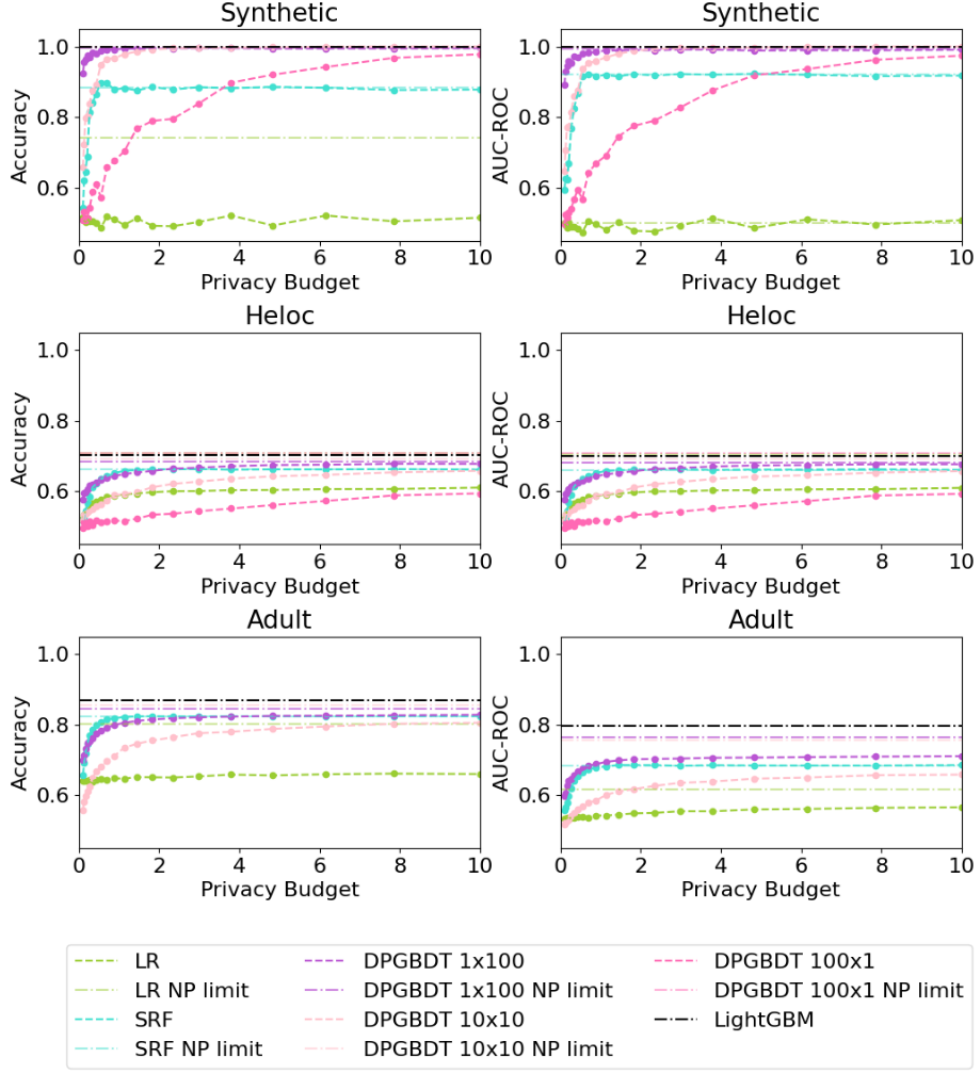 Synthetic
Synthetic
1.0
0.8
0.6
Accuracy
0 2 4 6 8 10
Privacy Budget
1.0
0.8
0.6
AUC-ROC
0 2 4 6 8 10
Privacy Budget
Heloc
Heloc
1.0
0.8
0.6
Accuracy
0 2 4 6 8 10
Privacy Budget
1.0
0.8
0.6
AUC-ROC
0 2 4 6 8 10
Privacy Budget
Adult
Adult
1.0
0.8
0.6
Accuracy
0 2 4 6 8 10
Privacy Budget
1.0
0.8
0.6
AUC-ROC
0 2 4 6 8 10
Privacy Budget
LR
LR NP limit
SRF
SRF NP limit
DPGBDT 1x100
DPGBDT 1x100 NP limit
DPGBDT 10x10
DPGBDT 10x10 NP limit
DPGBDT 100x1
DPGBDT 100x1 NP limit
LightGBM